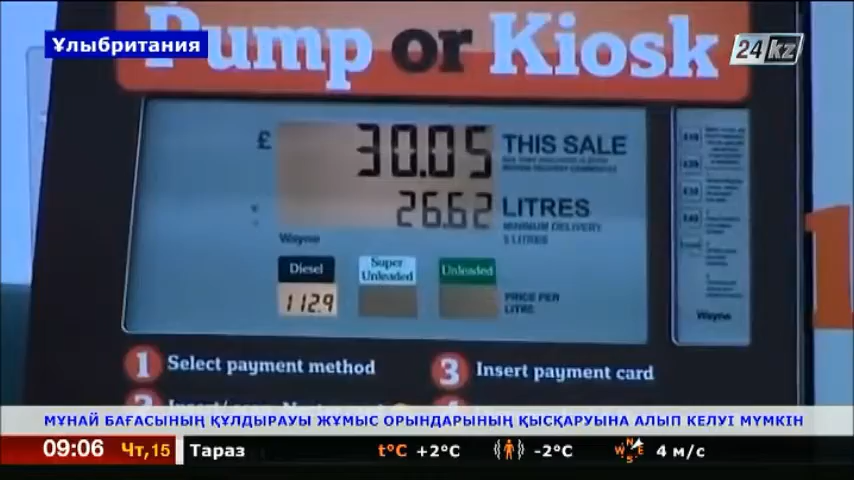 Ұлыбритания
24kz
Pump or Kiosk
£ 30.05 THIS SALE
26.62 LITRES
MINIMUM DELIVERY
2 LITRES
Wayne
Diesel
Super
Unleaded
Unleaded
112.9
PRICE PER
LITRE
Wayne
1 Select payment method
3 Insert payment card
МҰНАЙ БАҒАСЫНЫҢ ҚҰЛДЫРАУЫ ЖҰМЫС ОРЫНДАРЫНЫҢ ҚЫСҚАРУЫНА АЛЫП КЕЛУІ МҮМКІН
09:06 Чт,15 Тараз t°C +2°C -2°C N W E S 4 м/с